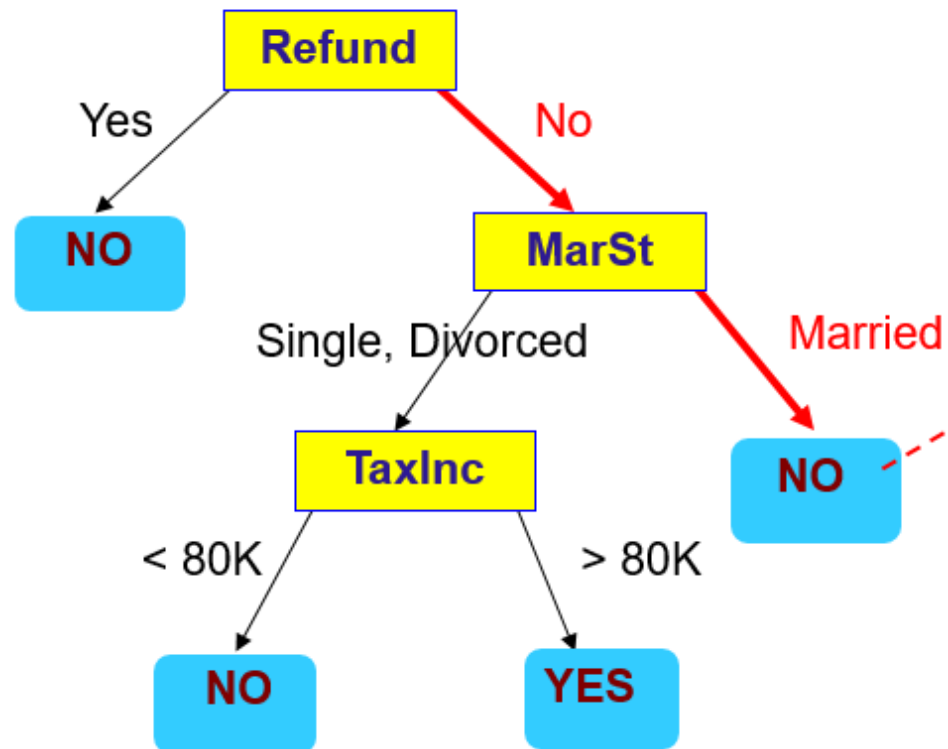 Refund
Yes
No
NO
MarSt
Single, Divorced
Married
TaxInc
NO
< 80K
> 80K
NO
YES